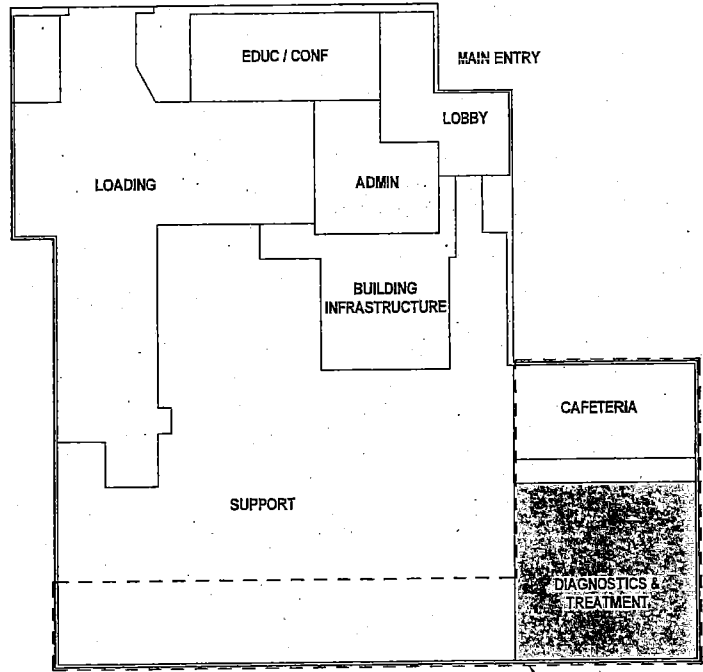 EDUC / CONF
MAIN ENTRY
LOBBY
LOADING
ADMIN
BUILDING
INFRASTRUCTURE
CAFETERIA
SUPPORT
DIAGNOSTICS &
TREATMENT